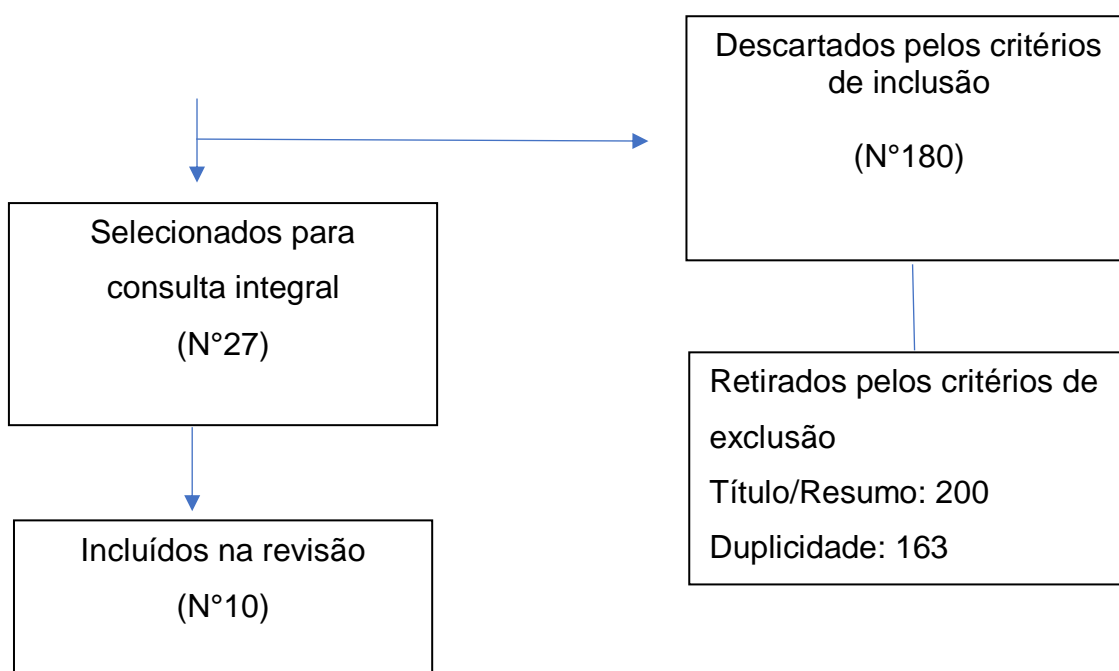 Descartados pelos critérios
de inclusão
(N°180)
Selecionados para
consulta integral
(N°27)
Retirados pelos critérios de
exclusão
Título/Resumo: 200
Duplicidade: 163
Incluídos na revisão
(N°10)